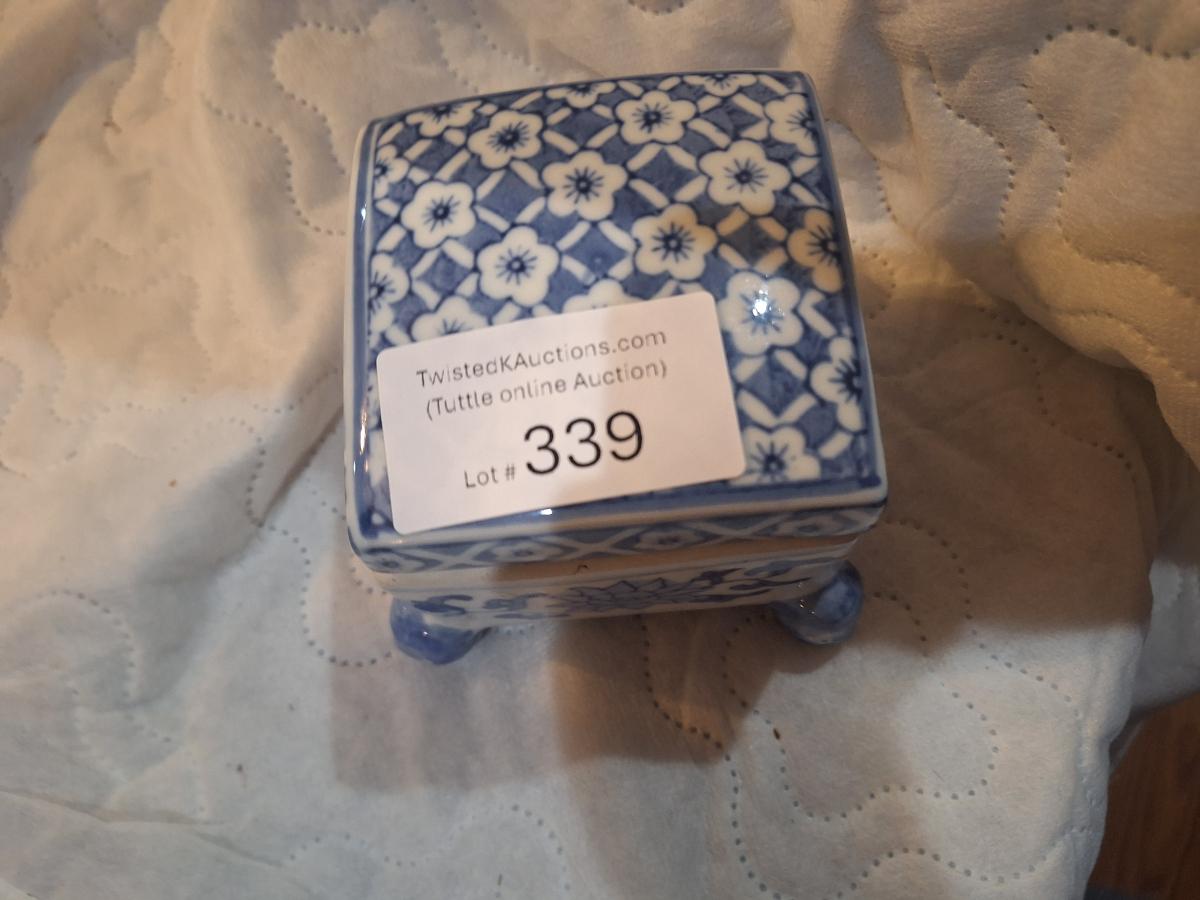 TwistedKAuctions.com
(Tuttle online Auction)
Lot # 339